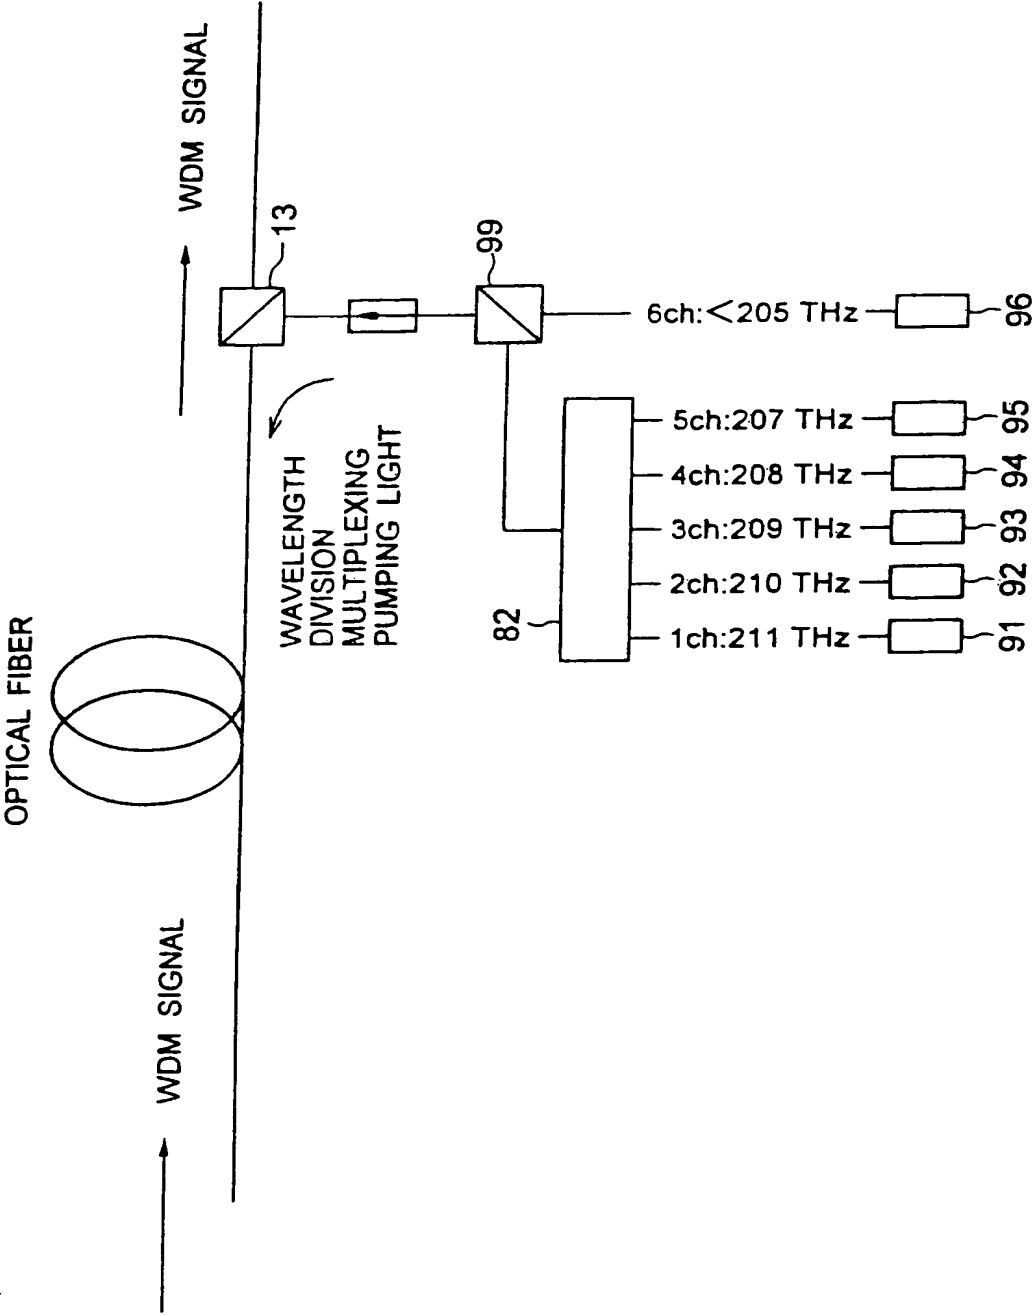 OPTICAL FIBER
WDM SIGNAL
WDM SIGNAL
13
WAVELENGTH
DIVISION
MULTIPLEXING
PUMPING LIGHT
99
82
6ch:<205 THz
96
5ch:207 THz
95
4ch:208 THz
94
3ch:209 THz
93
2ch:210 THz
92
1ch:211 THz
91